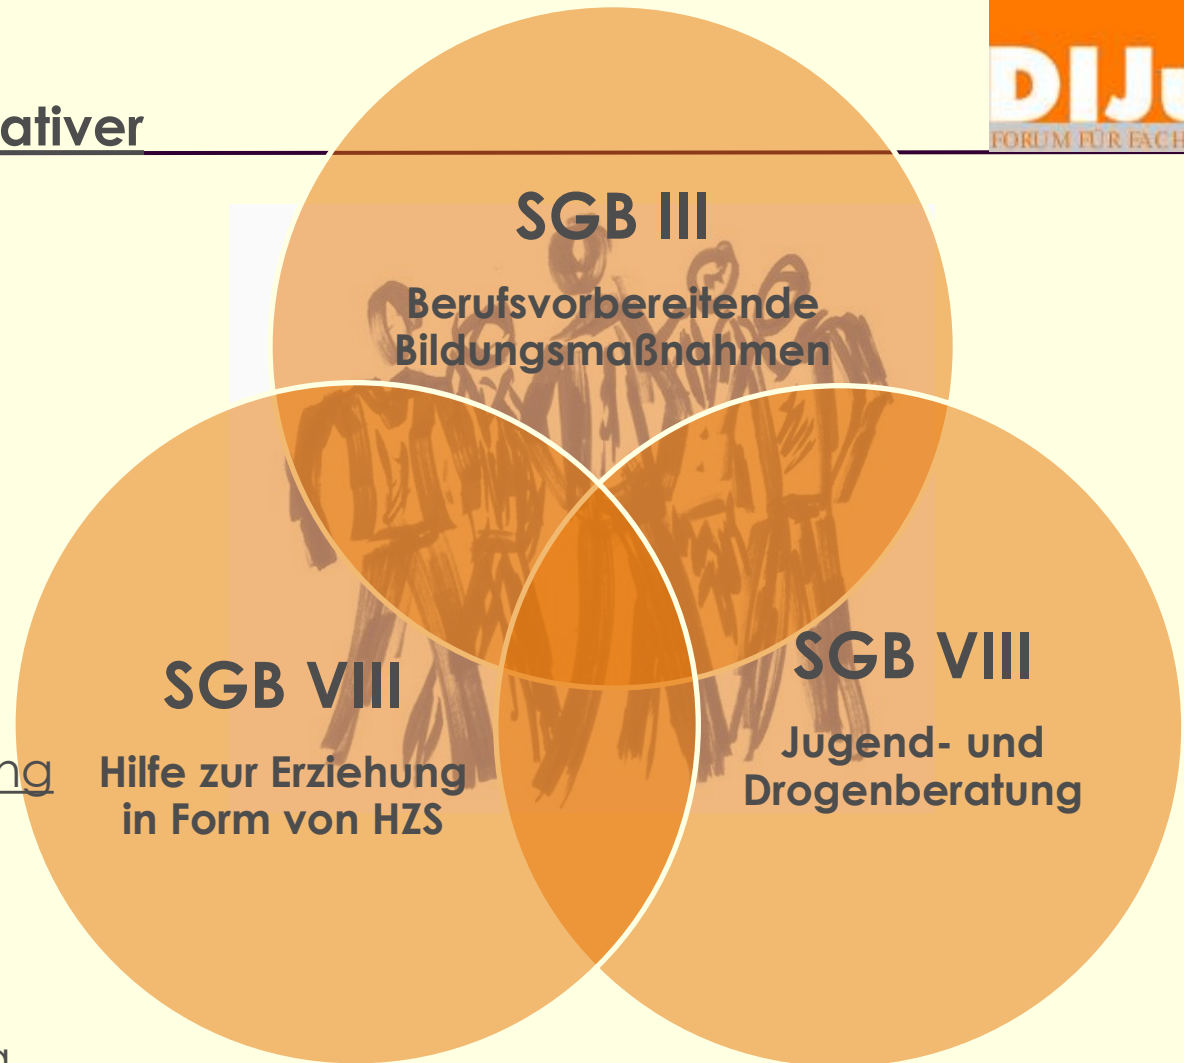 ativer
DIJu
FORUM FÜR FACH
SGB III
Berufsvorbereitende
Bildungsmaßnahmen
SGB VIII
Hilfe zur Erziehung
in Form von HZS
SGB VIII
Jugend- und
Drogenberatung
ng
g